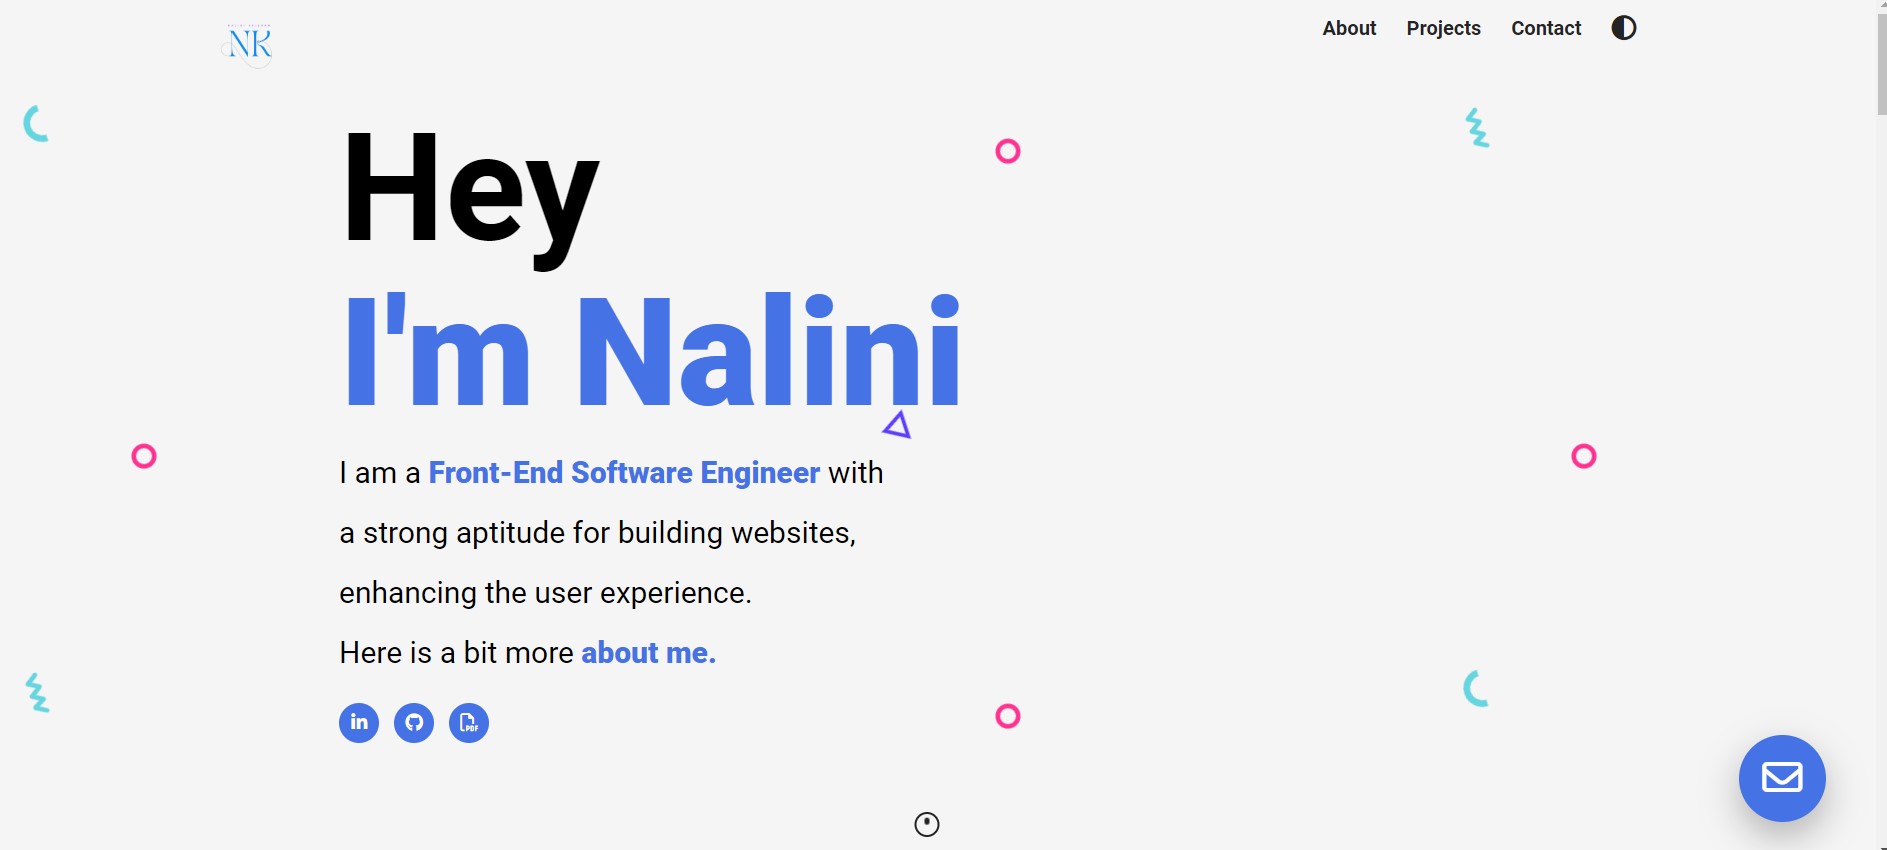 NK
About Projects Contact
Hey
I'm Nalini
I am a Front-End Software Engineer with
a strong aptitude for building websites,
enhancing the user experience.
Here is a bit more about me.
in
PDF